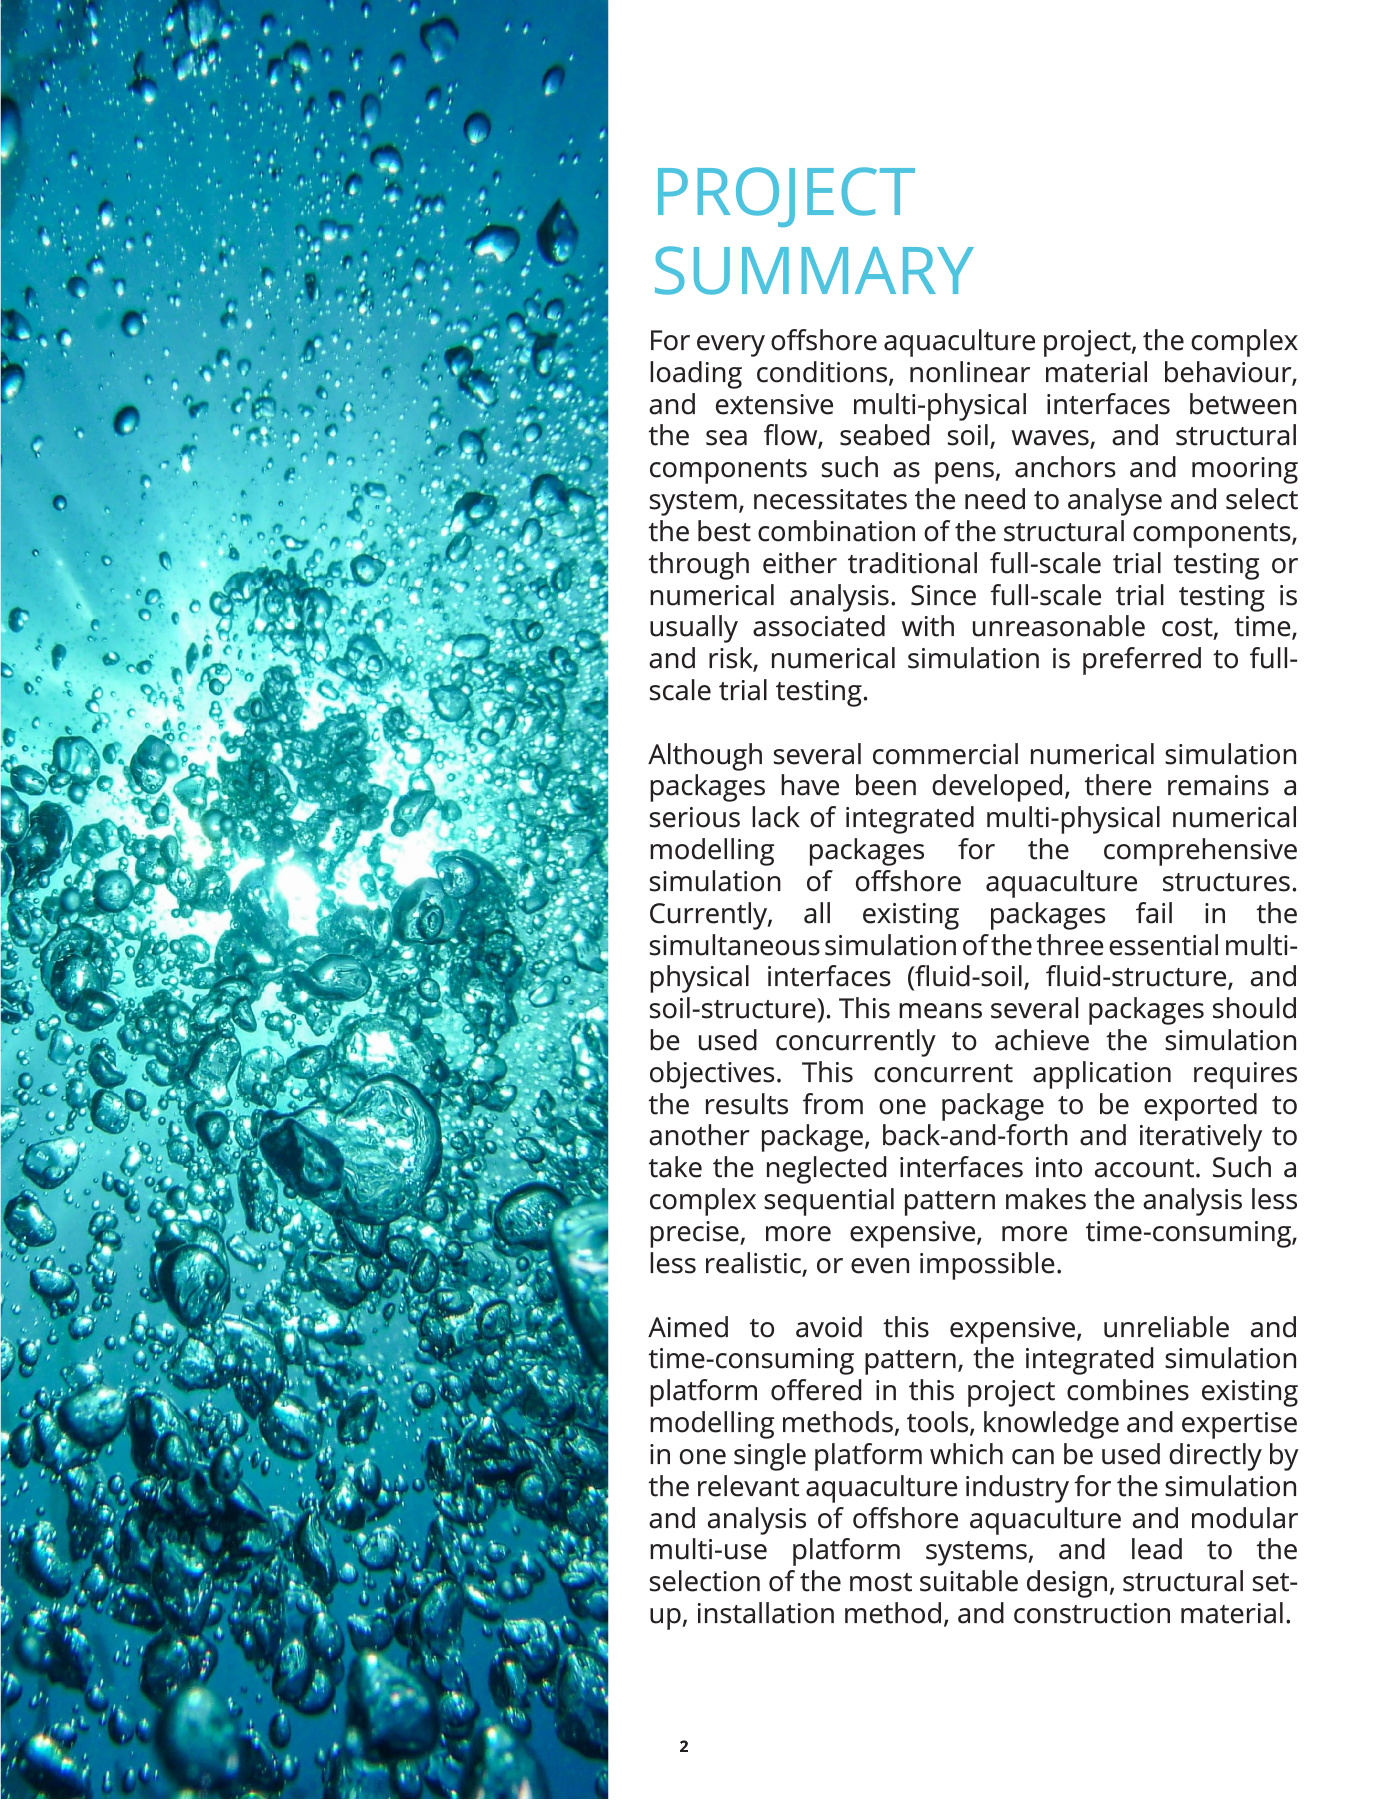 PROJECT
SUMMARY
For every offshore aquaculture project, the complex
loading conditions, nonlinear material behaviour,
and extensive multi-physical interfaces between
the sea flow, seabed soil, waves, and structural
components such as pens, anchors and mooring
system, necessitates the need to analyse and select
the best combination of the structural components,
through either traditional full-scale trial testing or
numerical analysis. Since full-scale trial testing is
usually associated with unreasonable cost, time,
and risk, numerical simulation is preferred to full-
scale trial testing.
Although several commercial numerical simulation
packages have been developed, there remains a
serious lack of integrated multi-physical numerical
modelling packages for the comprehensive
simulation of offshore aquaculture structures.
Currently, all existing packages fail in the
simultaneous simulation of the three essential multi-
physical interfaces (fluid-soil, fluid-structure, and
soil-structure). This means several packages should
be used concurrently to achieve the simulation
objectives. This concurrent application requires
the results from one package to be exported to
another package, back-and-forth and iteratively to
take the neglected interfaces into account. Such a
complex sequential pattern makes the analysis less
precise, more expensive, more time-consuming,
less realistic, or even impossible.
Aimed to avoid this expensive, unreliable and
time-consuming pattern, the integrated simulation
platform offered in this project combines existing
modelling methods, tools, knowledge and expertise
in one single platform which can be used directly by
the relevant aquaculture industry for the simulation
and analysis of offshore aquaculture and modular
multi-use platform systems, and lead to the
selection of the most suitable design, structural set-
up, installation method, and construction material.
2